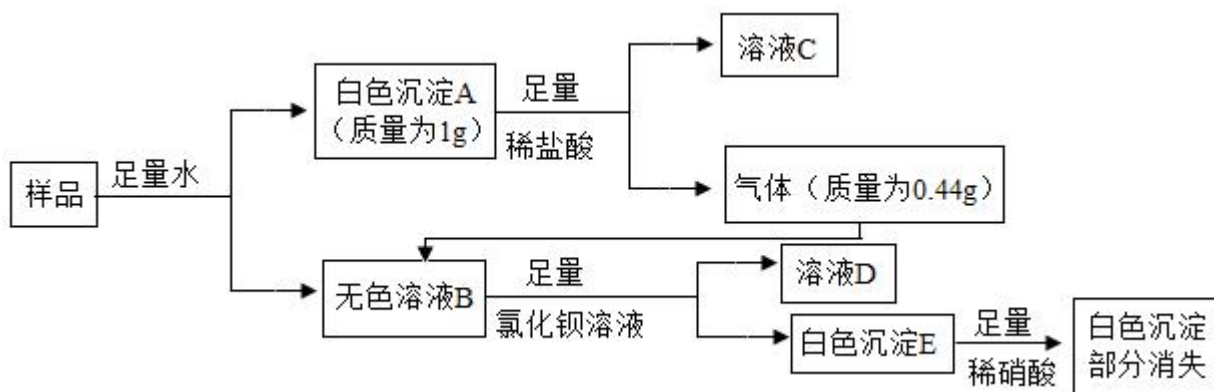 溶液C
白色沉淀A
（质量为1g）
足量
稀盐酸
样品
足量水
气体（质量为0.44g）
无色溶液B
足量
氯化钡溶液
溶液D
白色沉淀E
足量
稀硝酸
白色沉淀
部分消失